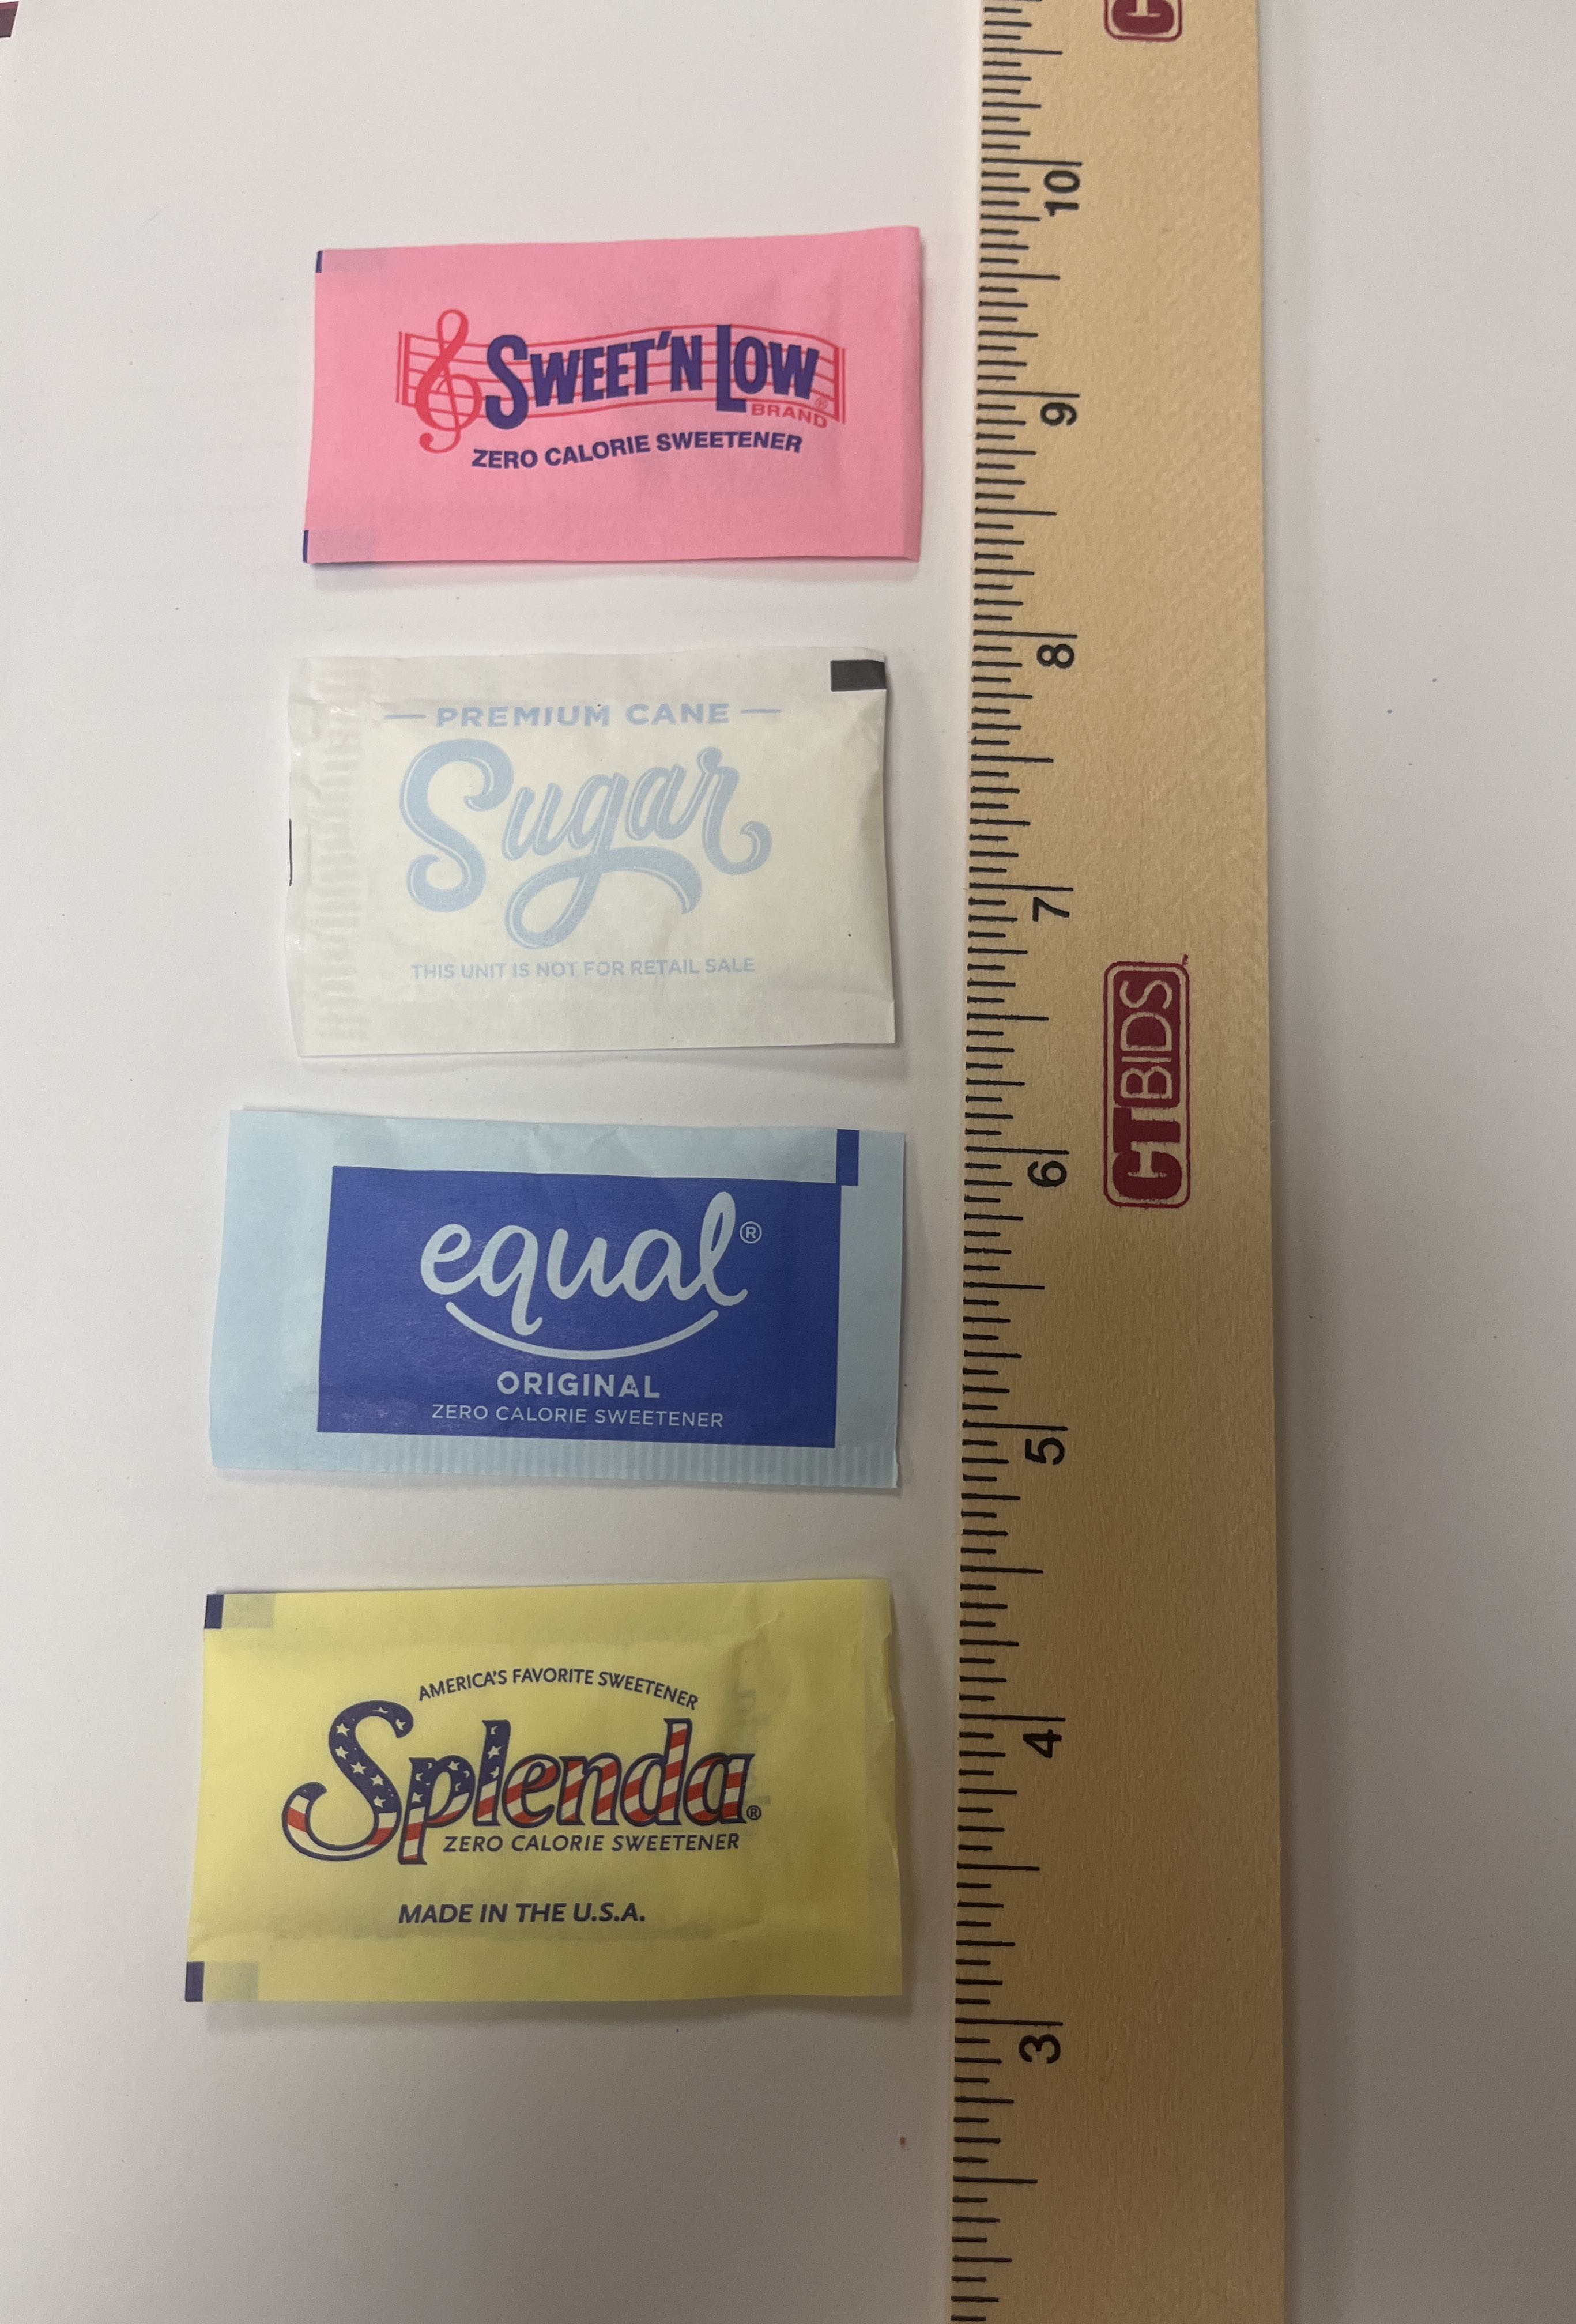 SWEET'N LOW®
BRAND
ZERO CALORIE SWEETENER
PREMIUM CANE
Sugar
THIS UNIT IS NOT FOR RETAIL SALE
equal®
ORIGINAL
ZERO CALORIE SWEETENER
AMERICA'S FAVORITE SWEETENER
Splenda®
ZERO CALORIE SWEETENER
MADE IN THE U.S.A.
10
9
8
7
6
5
4
3
CTBIDS™
C